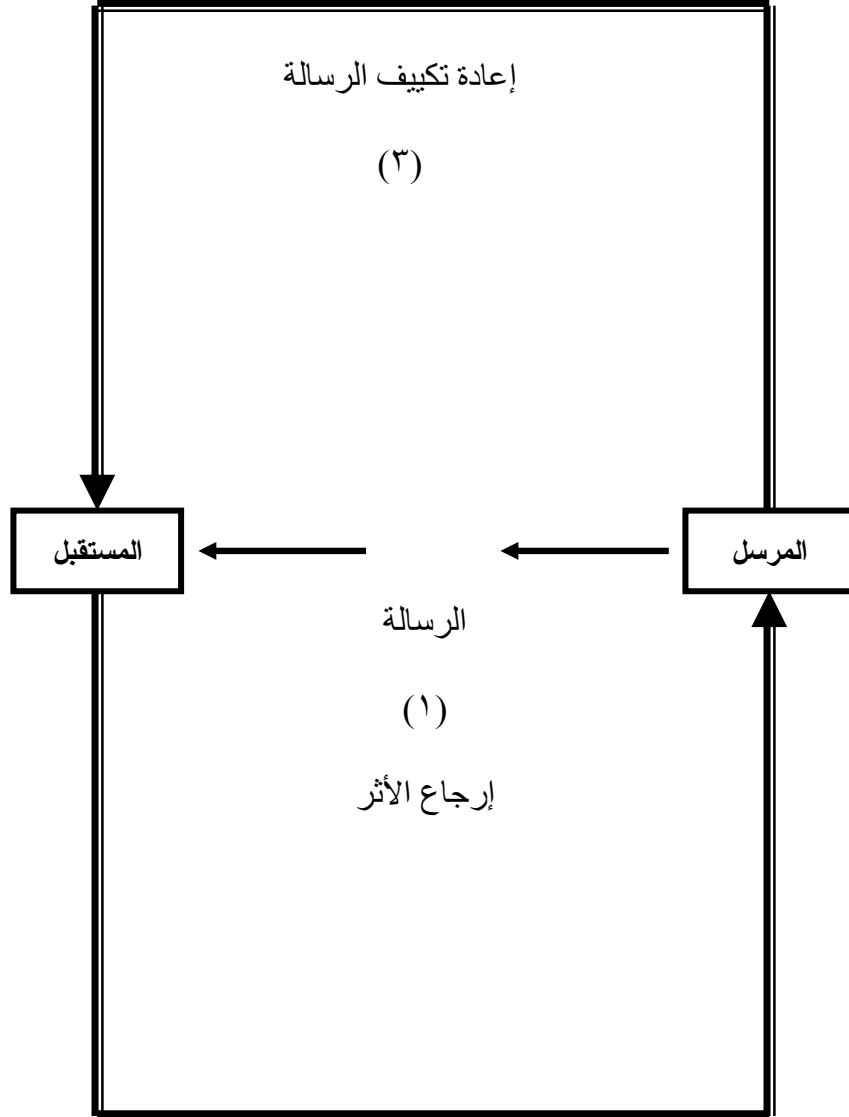 إعادة تكييف الرسالة
(٣)
المرسل
المستقبل
الرسالة
(١)
إرجاع الأثر